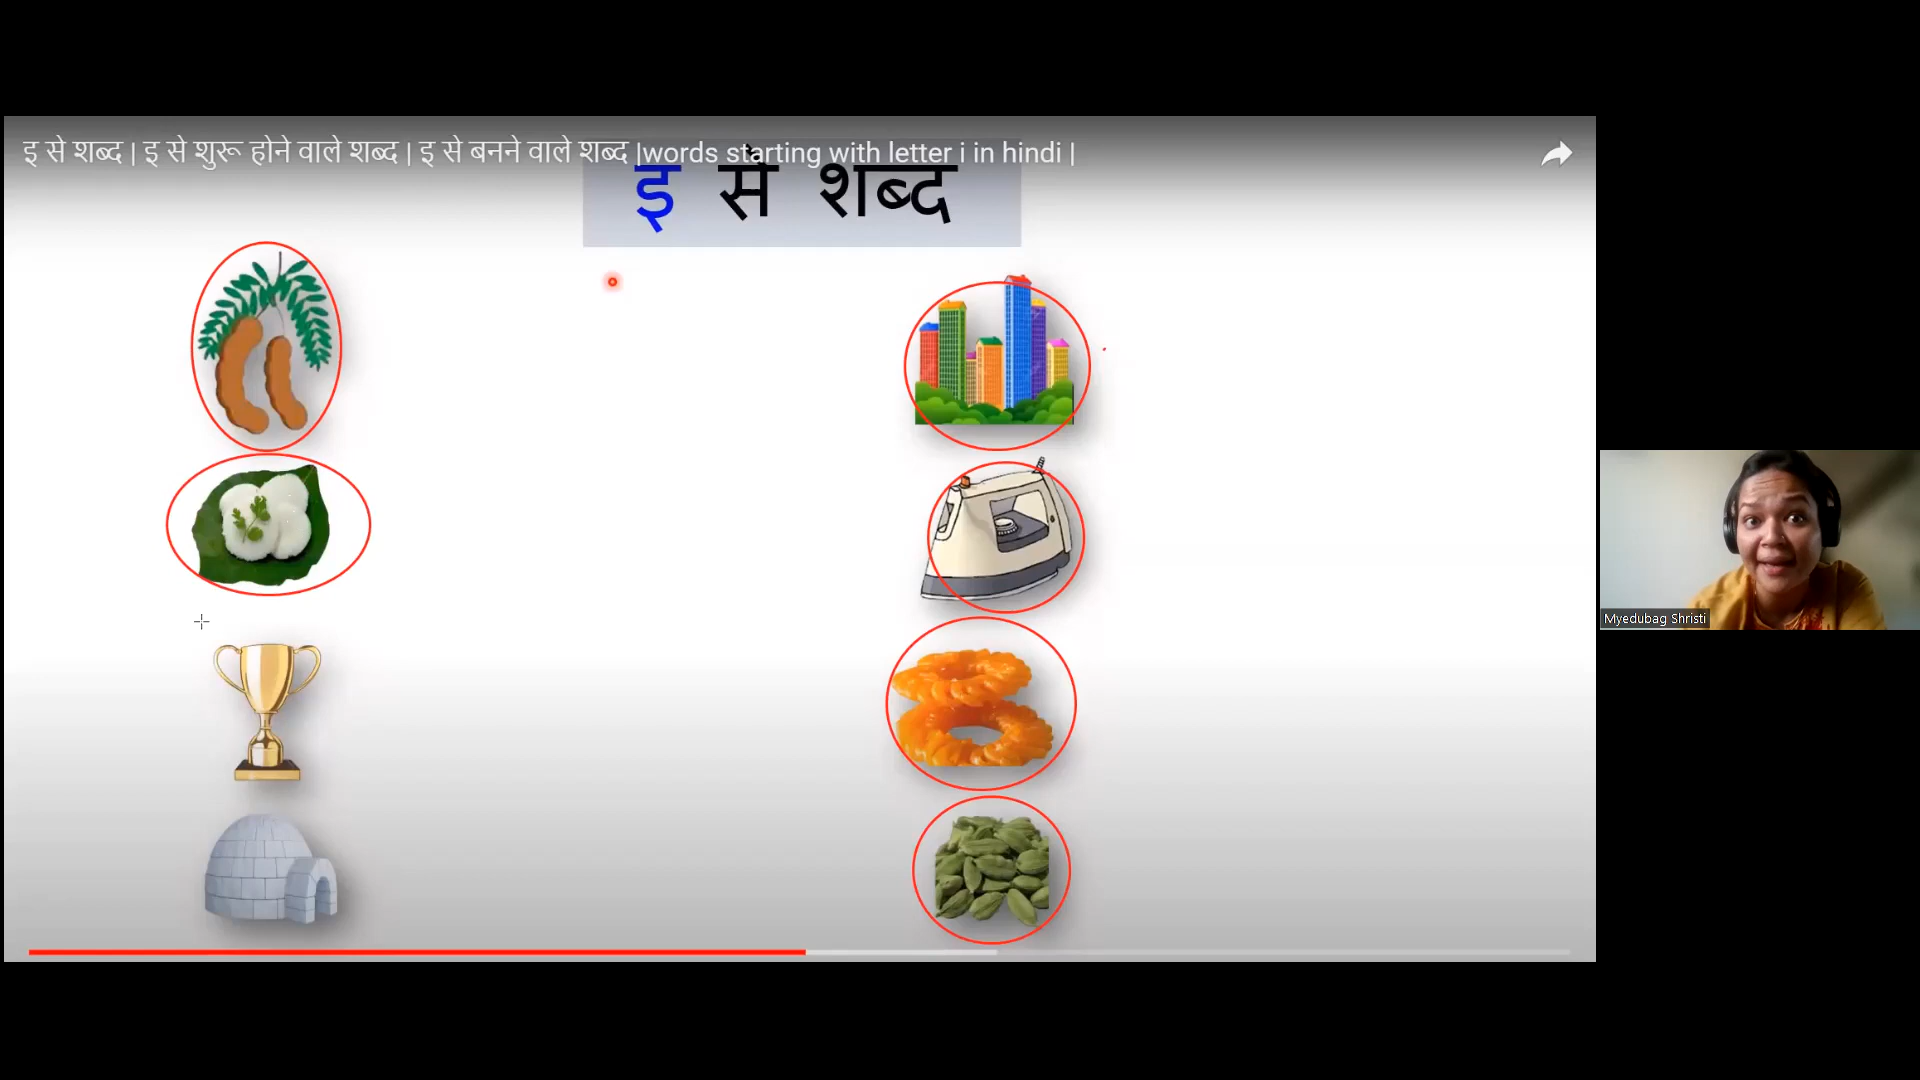 इ से शब्द | इ से शुरू होने वाले शब्द | इ से बनने वाले शब्द |words starting with letter i in hindi |
इ से शब्द
Myedubag Shristi